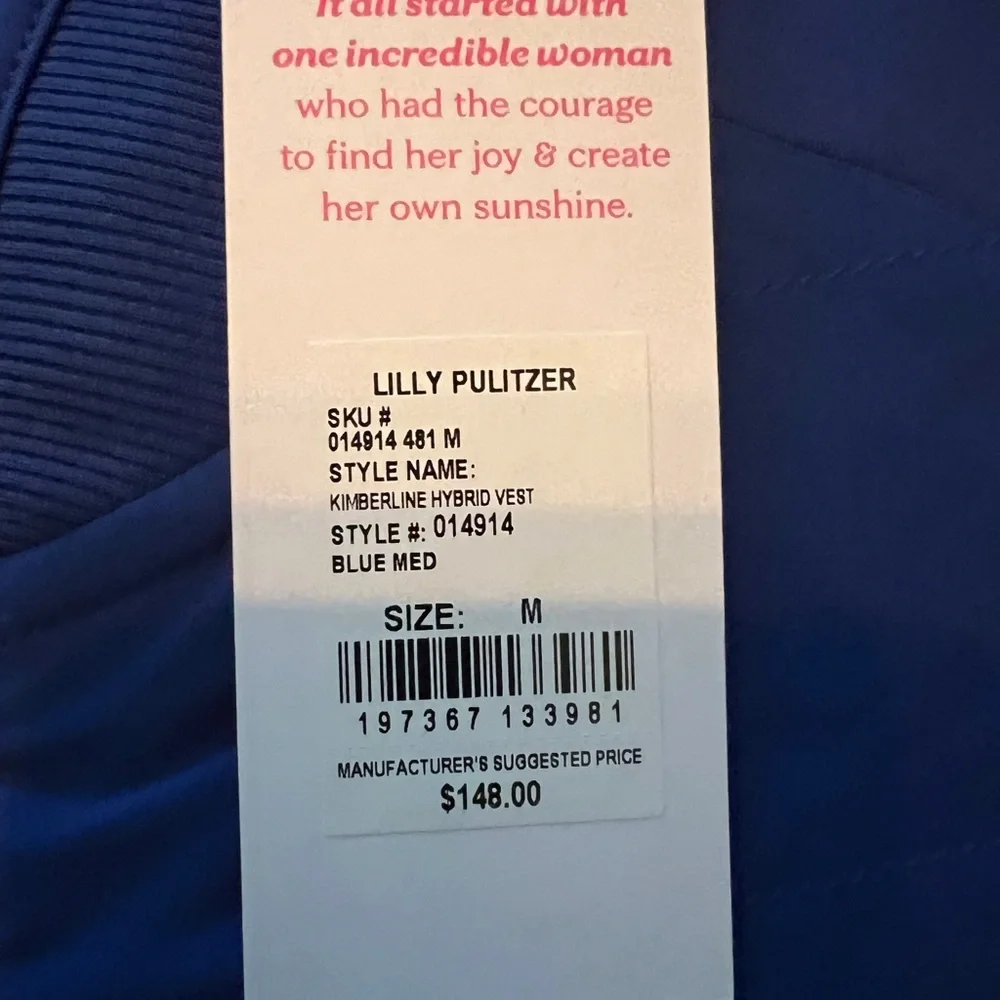 It all started with
one incredible woman
who had the courage
to find her joy & create
her own sunshine.
LILLY PULITZER
SKU #
014914 481 M
STYLE NAME:
KIMBERLINE HYBRID VEST
STYLE #: 014914
BLUE MED
SIZE: M
197367 133981
MANUFACTURER'S SUGGESTED PRICE
$148.00